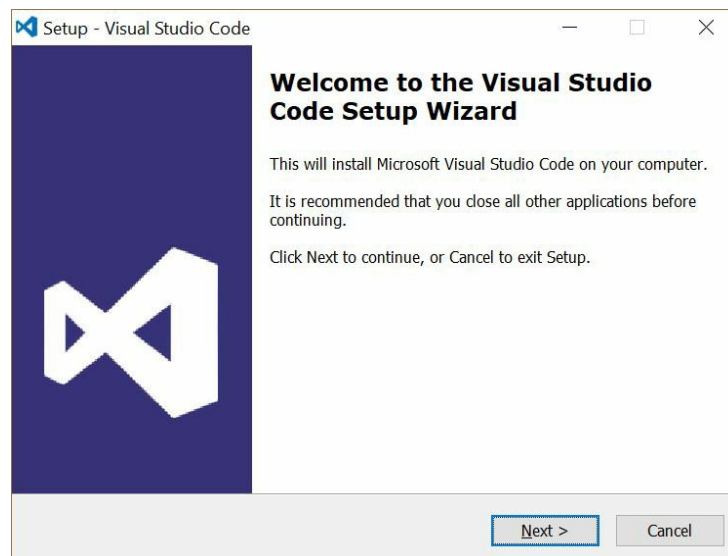 Setup - Visual Studio Code
Welcome to the Visual Studio
Code Setup Wizard
This will install Microsoft Visual Studio Code on your computer.
It is recommended that you close all other applications before
continuing.
Click Next to continue, or Cancel to exit Setup.
Next >
Cancel